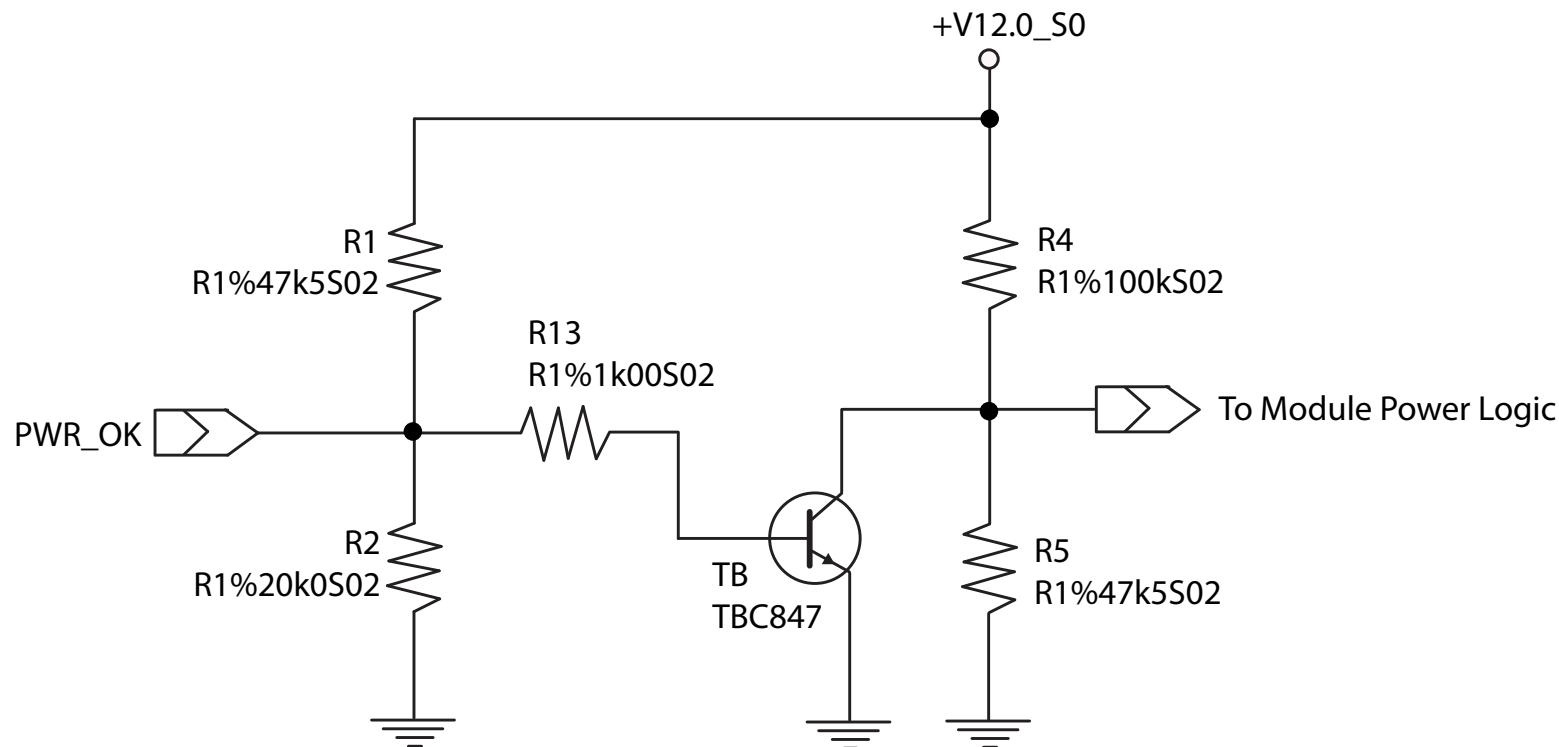 +V12.0_S0
R1
R1%47k5S02
R4
R1%100kS02
R13
R1%1k00S02
PWR_OK
To Module Power Logic
R2
R1%20k0S02
TB
TBC847
R5
R1%47k5S02